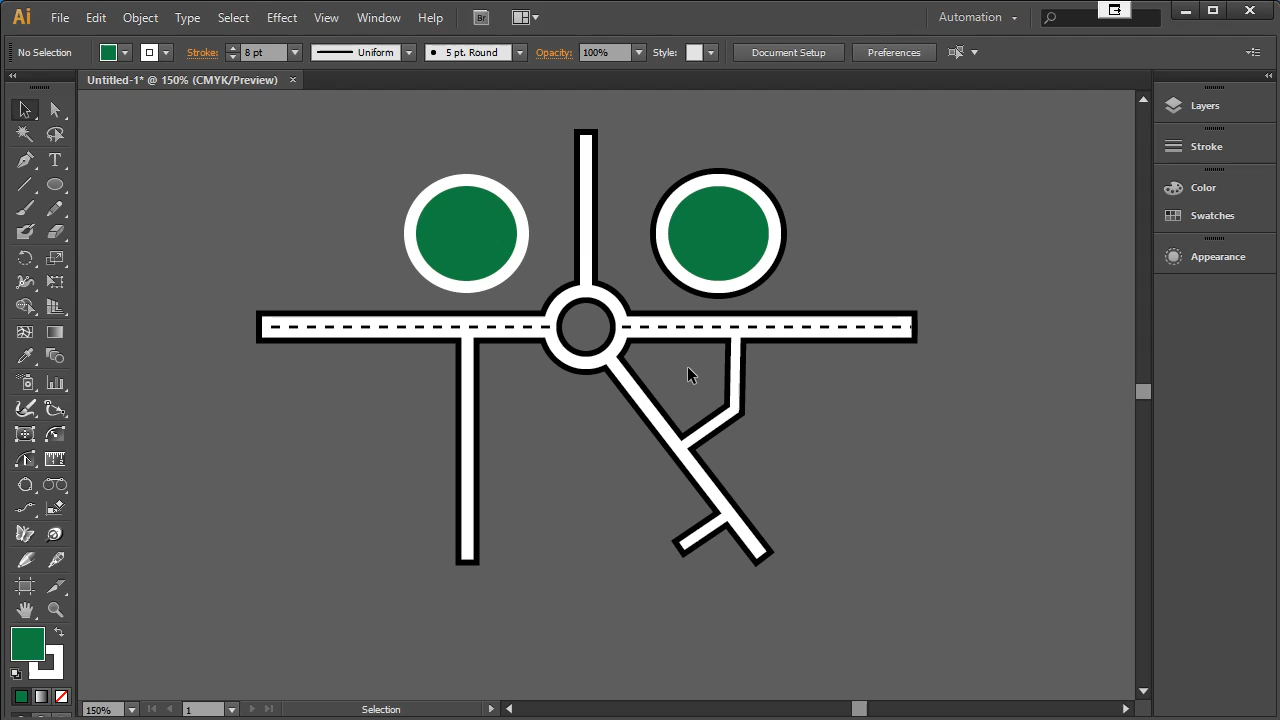 Ai File Edit Object Type Select Effect View Window Help Br Automation
No Selection Stroke: 8 pt Uniform 5 pt. Round Opacity: 100% Style: Document Setup Preferences
Untitled-1* @ 150% (CMYK/Preview) ×
Layers
Stroke
Color
Swatches
Appearance
T
150% 1 Selection